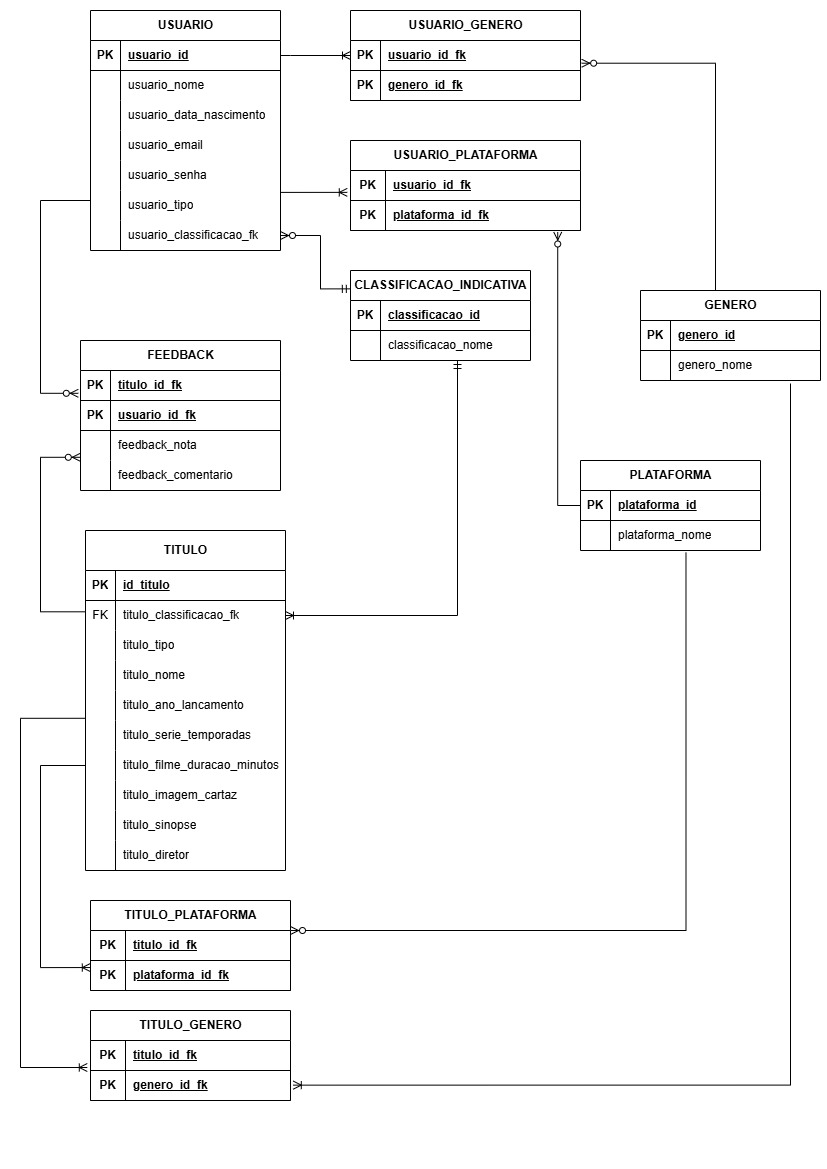 USUARIO
PK usuario_id
usuario_nome
usuario_data_nascimento
usuario_email
usuario_senha
usuario_tipo
usuario_classificacao_fk
USUARIO_GENERO
PK usuario_id_fk
PK genero_id_fk
USUARIO_PLATAFORMA
PK usuario_id_fk
PK plataforma_id_fk
CLASSIFICACAO_INDICATIVA
PK classificacao_id
classificacao_nome
GENERO
PK genero_id
genero_nome
FEEDBACK
PK titulo_id_fk
PK usuario_id_fk
feedback_nota
feedback_comentario
PLATAFORMA
PK plataforma_id
plataforma_nome
TITULO
PK id_titulo
FK titulo_classificacao_fk
titulo_tipo
titulo_nome
titulo_ano_lancamento
titulo_serie_temporadas
titulo_filme_duracao_minutos
titulo_imagem_cartaz
titulo_sinopse
titulo_diretor
TITULO_PLATAFORMA
PK titulo_id_fk
PK plataforma_id_fk
TITULO_GENERO
PK titulo_id_fk
PK genero_id_fk